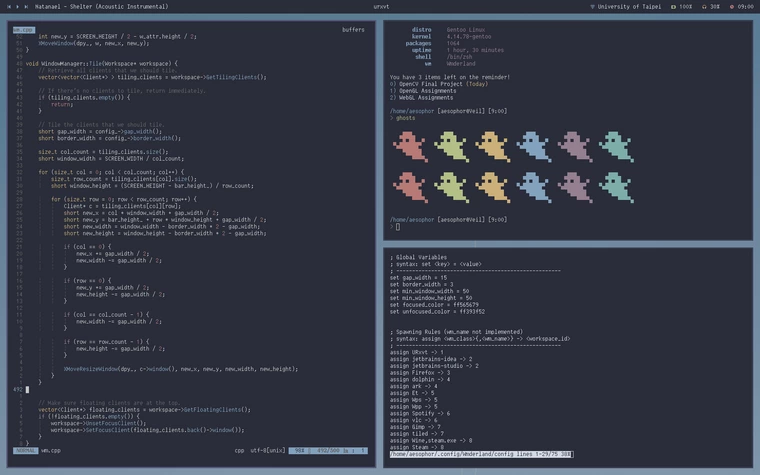 Natanael - Shelter (Acoustic Instrumental)
urxvt
University of Taipei
100%
30%
09:00
wm.cpp
buffers
int new_y = SCREEN_HEIGHT / 2 - w_attr.height / 2;
XMoveWindow(dpy_, w, new_x, new_y);
}
void WindowManager::Tile(Workspace* workspace) {
// Retrieve all clients that we should tile.
vector<vector<Client*> > tiling_clients = workspace->GetTilingClients();
// If there's no clients to tile, return immediately.
if (tiling_clients.empty()) {
return;
}
// Tile the clients that we should tile.
short gap_width = config_->gap_width();
short border_width = config_->border_width();
size_t col_count = tiling_clients.size();
short window_width = SCREEN_WIDTH / col_count;
for (size_t col = 0; col < col_count; col++) {
size_t row_count = tiling_clients[col].size();
short window_height = (SCREEN_HEIGHT - bar_height_) / row_count;
for (size_t row = 0; row < row_count; row++) {
Client* c = tiling_clients[col][row];
short new_x = col * window_width + gap_width / 2;
short new_y = bar_height_ + row * window_height + gap_width / 2;
short new_width = window_width - border_width * 2 - gap_width;
short new_height = window_height - border_width * 2 - gap_width;
if (col == 0) {
new_x += gap_width / 2;
new_width -= gap_width / 2;
}
if (row == 0) {
new_y += gap_width / 2;
new_height -= gap_width / 2;
}
if (col == col_count - 1) {
new_width -= gap_width / 2;
}
if (row == row_count - 1) {
new_height -= gap_width / 2;
}
XMoveResizeWindow(dpy_, c->window(), new_x, new_y, new_width, new_height);
}
}
492
// Make sure floating clients are at the top.
vector<Client*> floating_clients = workspace->GetFloatingClients();
if (!floating_clients.empty()) {
workspace->UnsetFocusClient();
workspace->SetFocusClient(floating_clients.back()->window());
}
}
NORMAL wm.cpp
cpp utf-8[unix] 98%
distro Gentoo Linux
kernel 4.14.78-gentoo
packages 1064
uptime 1 hour, 30 minutes
shell /bin/zsh
wm Wmderland
You have 3 items left on the reminder!
0) OpenCV Final Project (Today)
1) OpenGL Assignments
2) WebGL Assignments
/home/aesophor [aesophor@Veil] [9:00]
> ghosts
/home/aesophor [aesophor@Veil] [9:00]
>
; Global Variables
; syntax: set <key> = <value>
; ------------------------------------------------------
set gap_width = 15
set border_width = 3
set min_window_width = 50
set min_window_height = 50
set focused_color = ff565679
set unfocused_color = ff393f52
; Spawning Rules (wm_name not implemented)
; syntax: assign <wm_class>{,<wm_name>} -> <workspace_id>
; ------------------------------------------------------
assign URxvt -> 1
assign jetbrains-idea -> 2
assign jetbrains-studio -> 2
assign Firefox -> 3
assign dolphin -> 4
assign ark -> 4
assign Et -> 5
assign Wps -> 5
assign Wpp -> 5
assign Spotify -> 6
assign vlc -> 6
assign Gimp -> 7
assign tiled -> 7
assign Wine,steam.exe -> 8
assign Steam -> 8
/home/aesophor/.config/Wmderland/config lines 1-29/75 38%